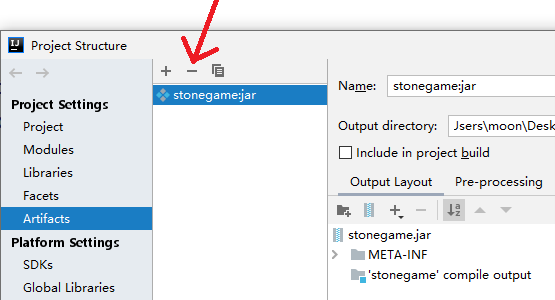 IJ Project Structure
Project Settings
Project
Modules
Libraries
Facets
Artifacts
Platform Settings
SDKs
Global Libraries
stonegame:jar
Name: stonegame:jar
Output directory: Jsers\moon\Desk
Include in project build
Output Layout Pre-processing
a z
stonegame.jar
META-INF
'stonegame' compile output